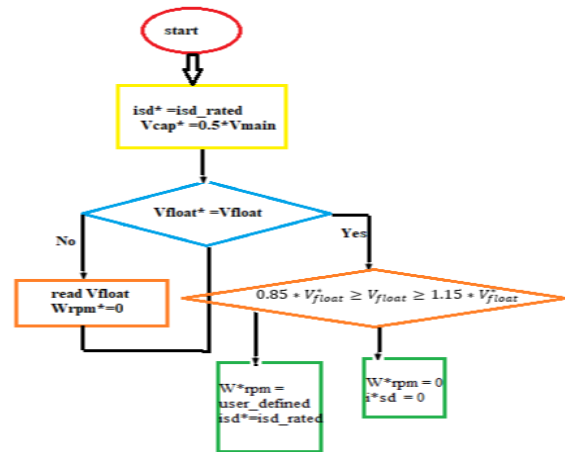 start
isd* =isd_rated
Vcap* =0.5*Vmain
Vfloat* =Vfloat
No
Yes
read Vfloat
Wrpm*=0
0.85 * V*float ≥ Vfloat ≥ 1.15 * V*float
W*rpm =
user_defined
isd*=isd_rated
W*rpm = 0
i*sd = 0